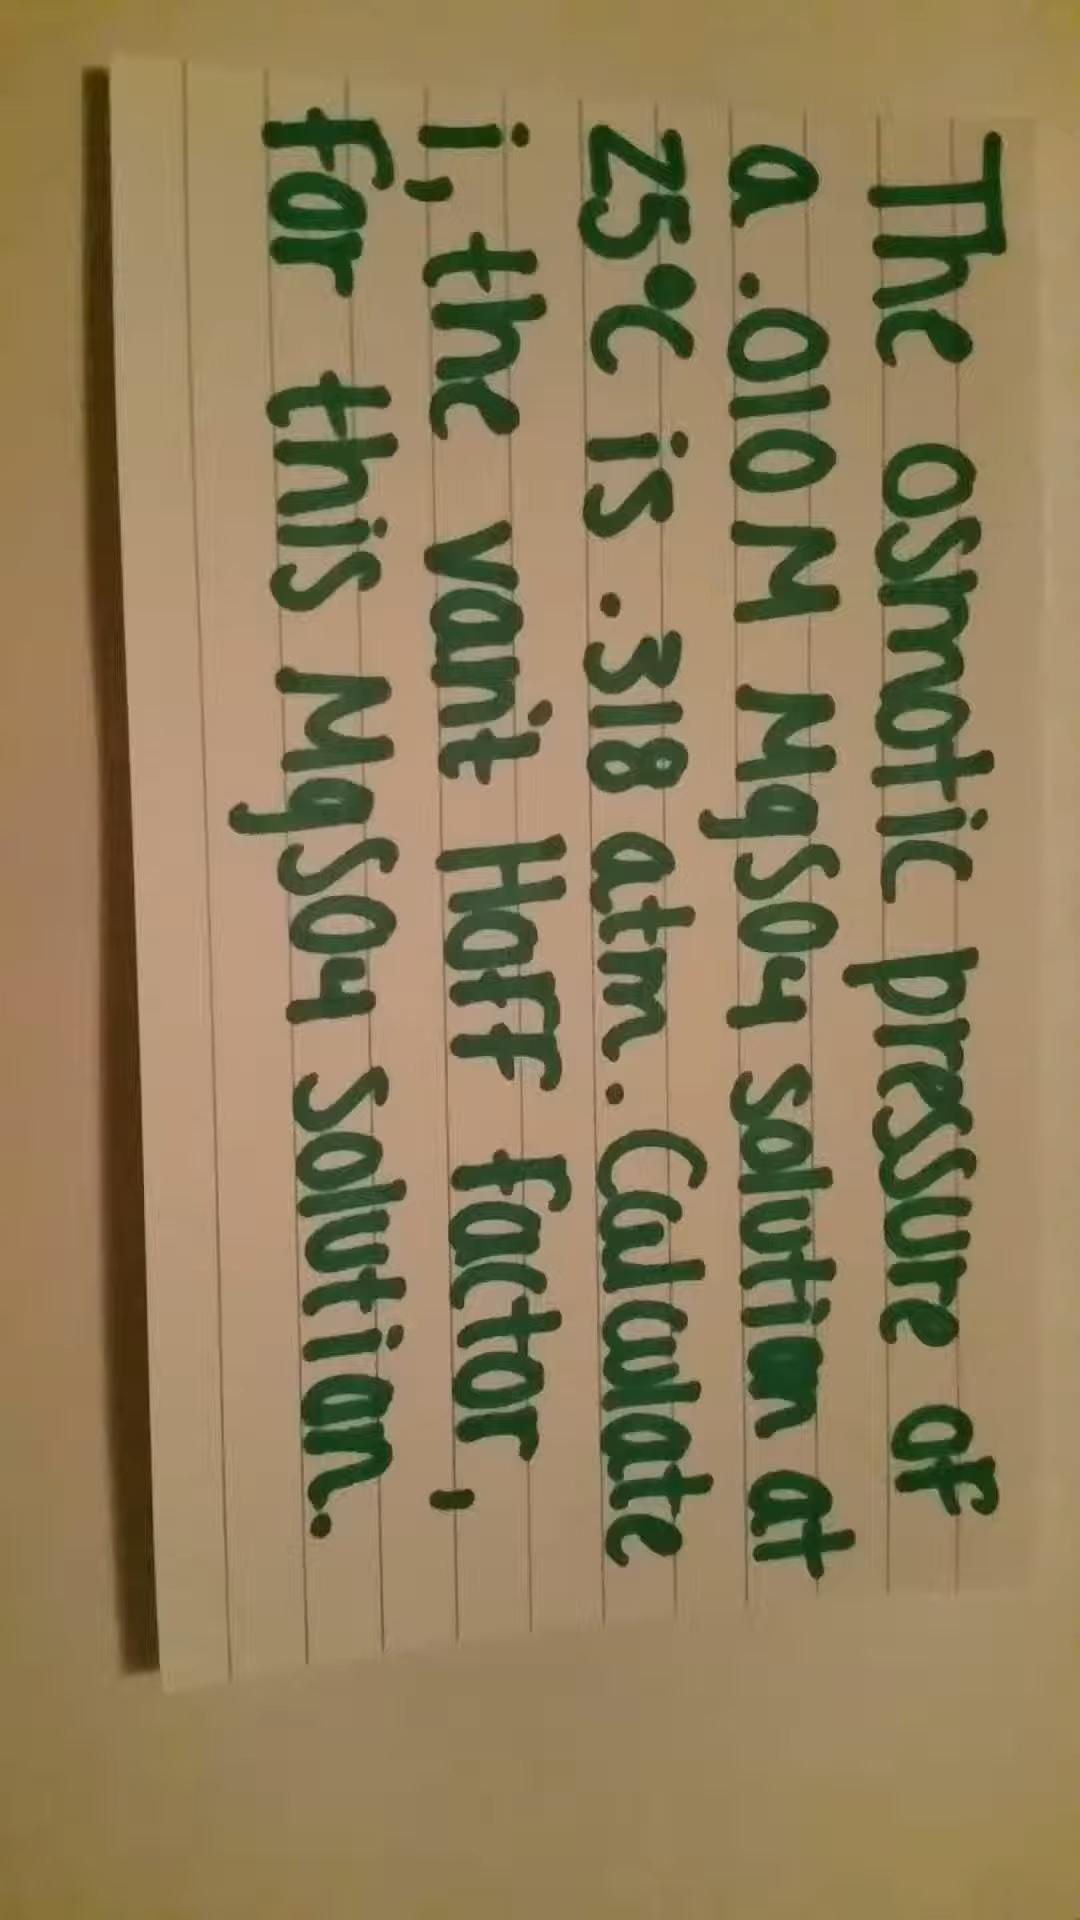 The osmotic pressure of
a .010 M MgSO4 solution at
25°C is .318 atm. Calculate
i, the van't Hoff factor,
for this MgSO4 solution.